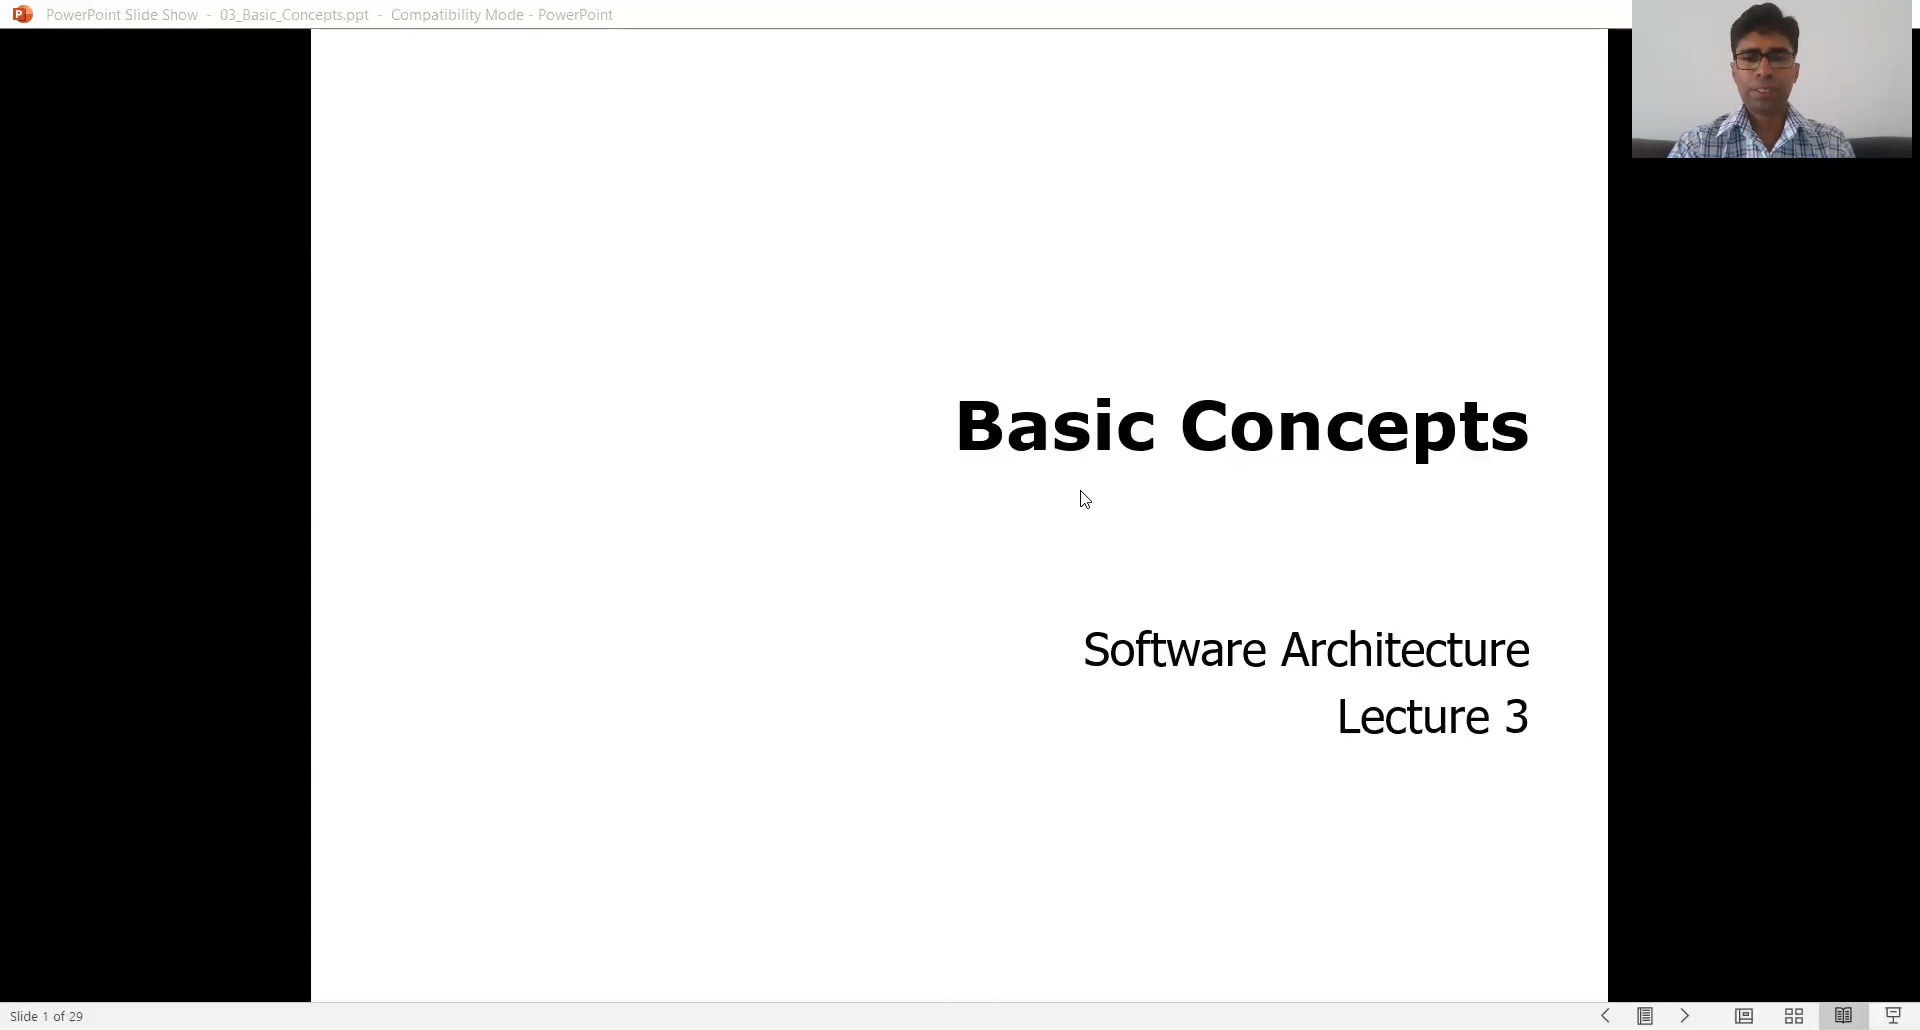 PowerPoint Slide Show - 03_Basic_Concepts.ppt - Compatibility Mode - PowerPoint
Basic Concepts
Software Architecture
Lecture 3
Slide 1 of 29